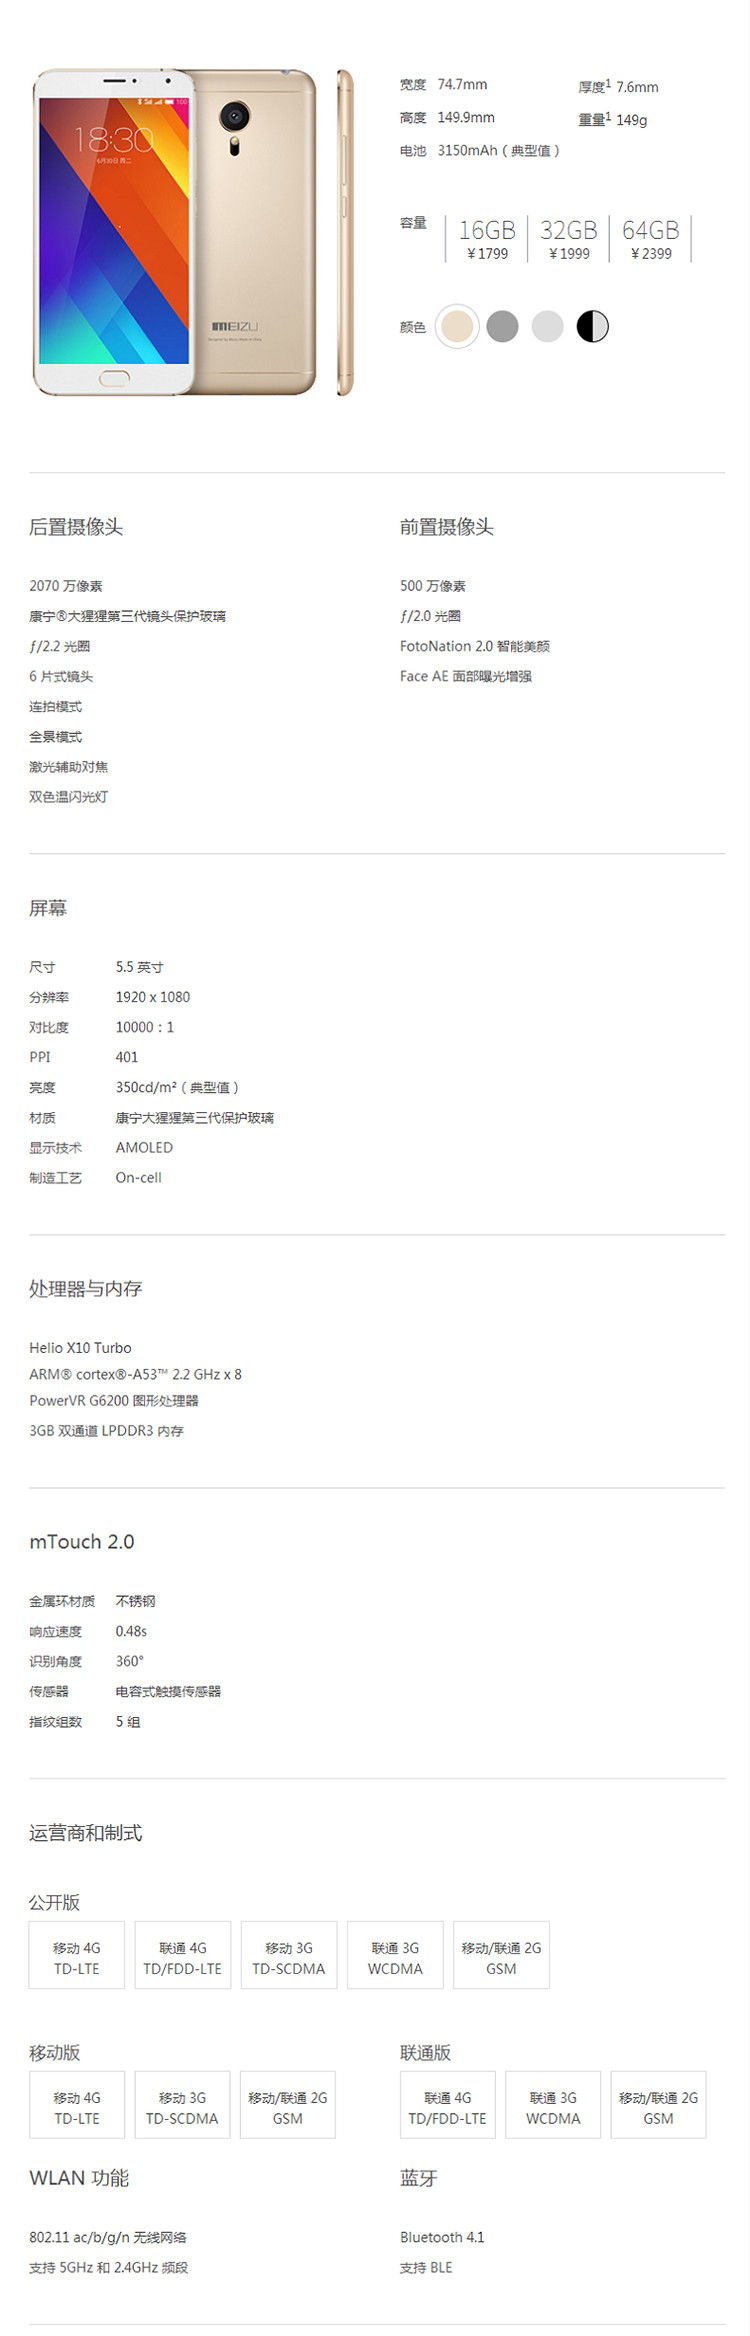 18:30
6月30日 周二
100
MEIZU
Designed by Meizu Made in China
宽度 74.7mm
厚度1 7.6mm
高度 149.9mm
重量1 149g
电池 3150mAh（典型值）
容量 16GB 32GB 64GB
￥1799 ￥1999 ￥2399
颜色
后置摄像头
2070 万像素
康宁®大猩猩第三代镜头保护玻璃
ƒ/2.2 光圈
6 片式镜头
连拍模式
全景模式
激光辅助对焦
双色温闪光灯
前置摄像头
500 万像素
ƒ/2.0 光圈
FotoNation 2.0 智能美颜
Face AE 面部曝光增强
屏幕
尺寸 5.5 英寸
分辨率 1920 x 1080
对比度 10000：1
PPI 401
亮度 350cd/m²（典型值）
材质 康宁大猩猩第三代保护玻璃
显示技术 AMOLED
制造工艺 On-cell
处理器与内存
Helio X10 Turbo
ARM® cortex®-A53™ 2.2 GHz x 8
PowerVR G6200 图形处理器
3GB 双通道 LPDDR3 内存
mTouch 2.0
金属环材质 不锈钢
响应速度 0.48s
识别角度 360°
传感器 电容式触摸传感器
指纹组数 5 组
运营商和制式
公开版
移动 4G 联通 4G 移动 3G 联通 3G 移动/联通 2G
TD-LTE TD/FDD-LTE TD-SCDMA WCDMA GSM
移动版
移动 4G 移动 3G 移动/联通 2G
TD-LTE TD-SCDMA GSM
联通版
联通 4G 联通 3G 移动/联通 2G
TD/FDD-LTE WCDMA GSM
WLAN 功能
802.11 ac/b/g/n 无线网络
支持 5GHz 和 2.4GHz 频段
蓝牙
Bluetooth 4.1
支持 BLE